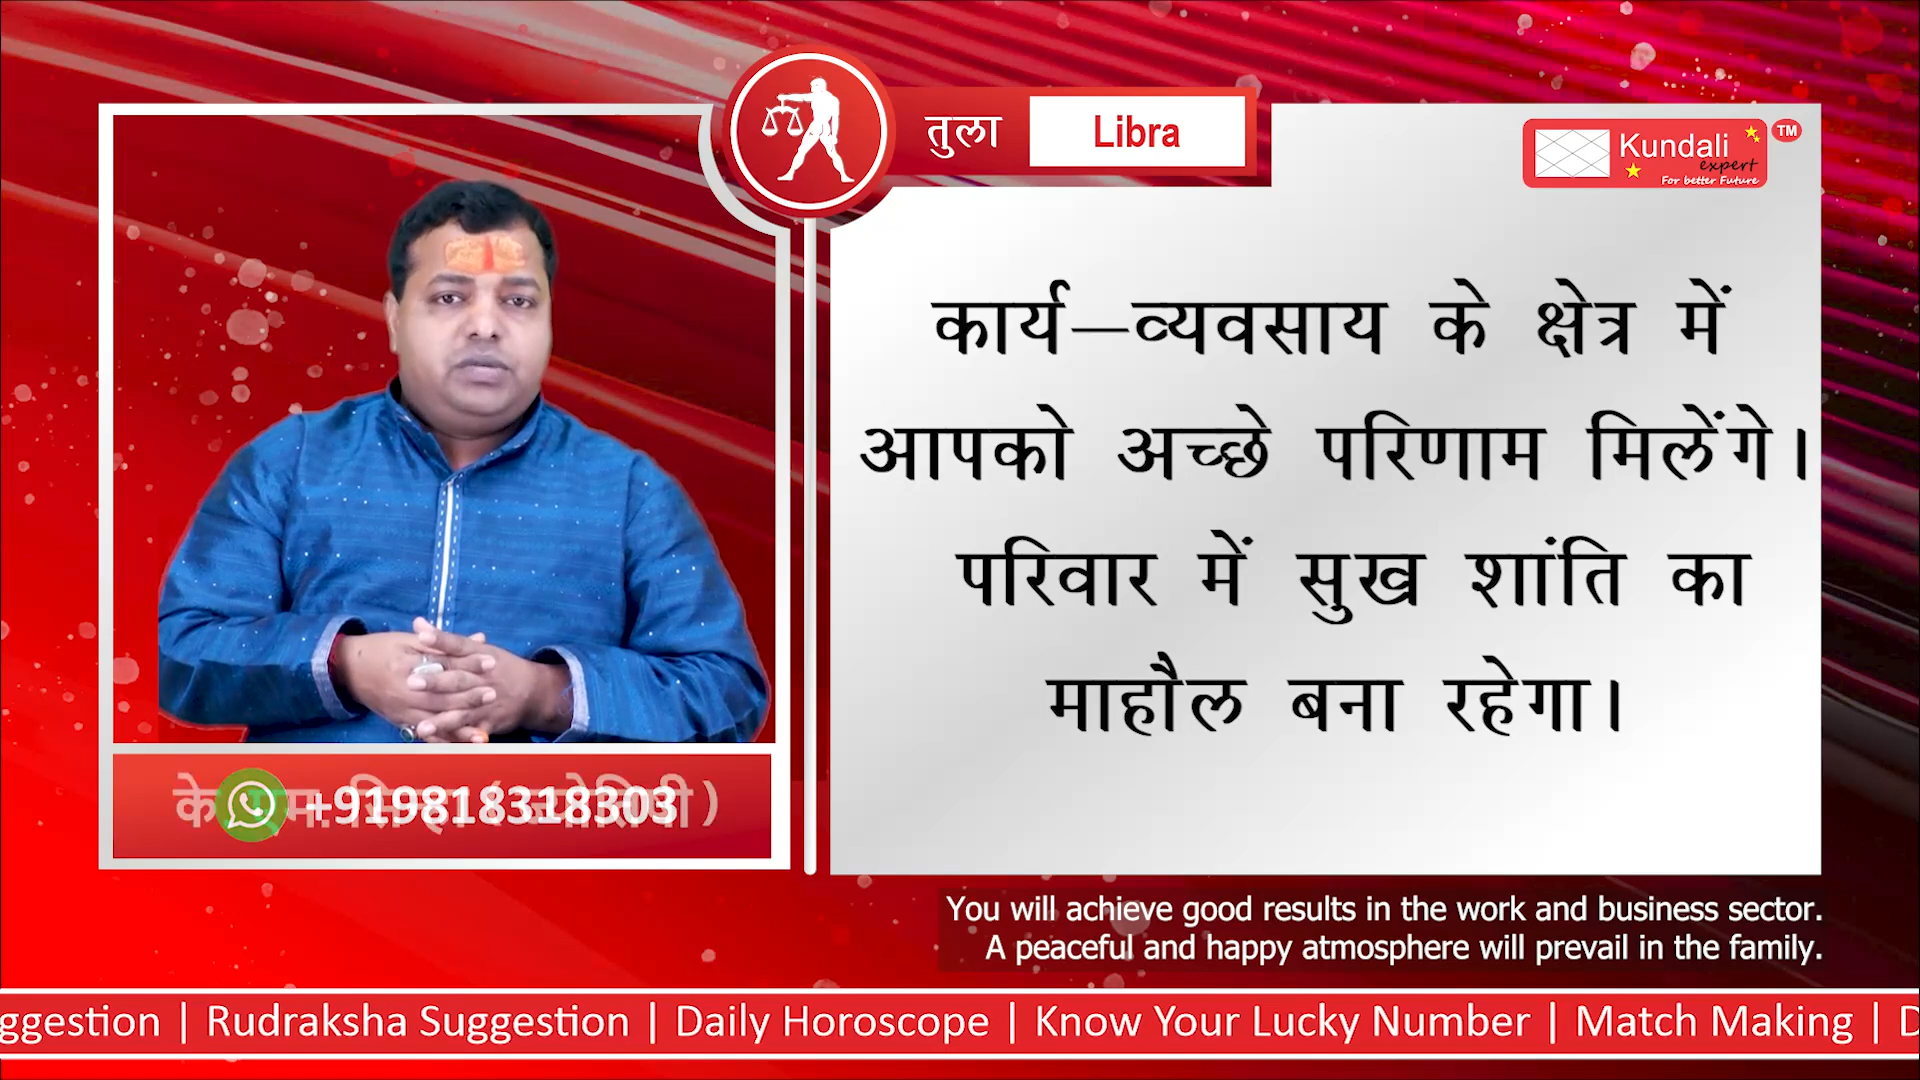 तुला
Libra
Kundali
expert
For better Future
TM
कार्य–व्यवसाय के क्षेत्र में
आपको अच्छे परिणाम मिलेंगे।
परिवार में सुख शांति का
माहौल बना रहेगा।
+919818318303
You will achieve good results in the work and business sector.
A peaceful and happy atmosphere will prevail in the family.
ggestion | Rudraksha Suggestion | Daily Horoscope | Know Your Lucky Number | Match Making | D